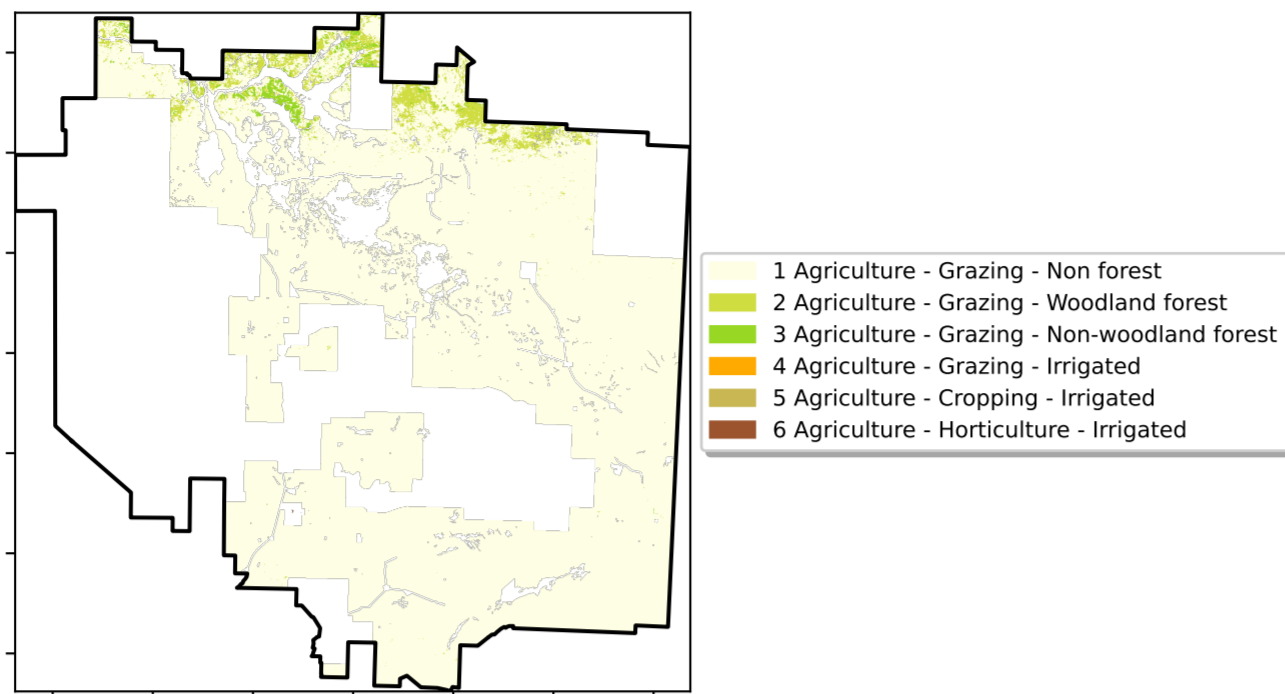 1 Agriculture - Grazing - Non forest
2 Agriculture - Grazing - Woodland forest
3 Agriculture - Grazing - Non-woodland forest
4 Agriculture - Grazing - Irrigated
5 Agriculture - Cropping - Irrigated
6 Agriculture - Horticulture - Irrigated